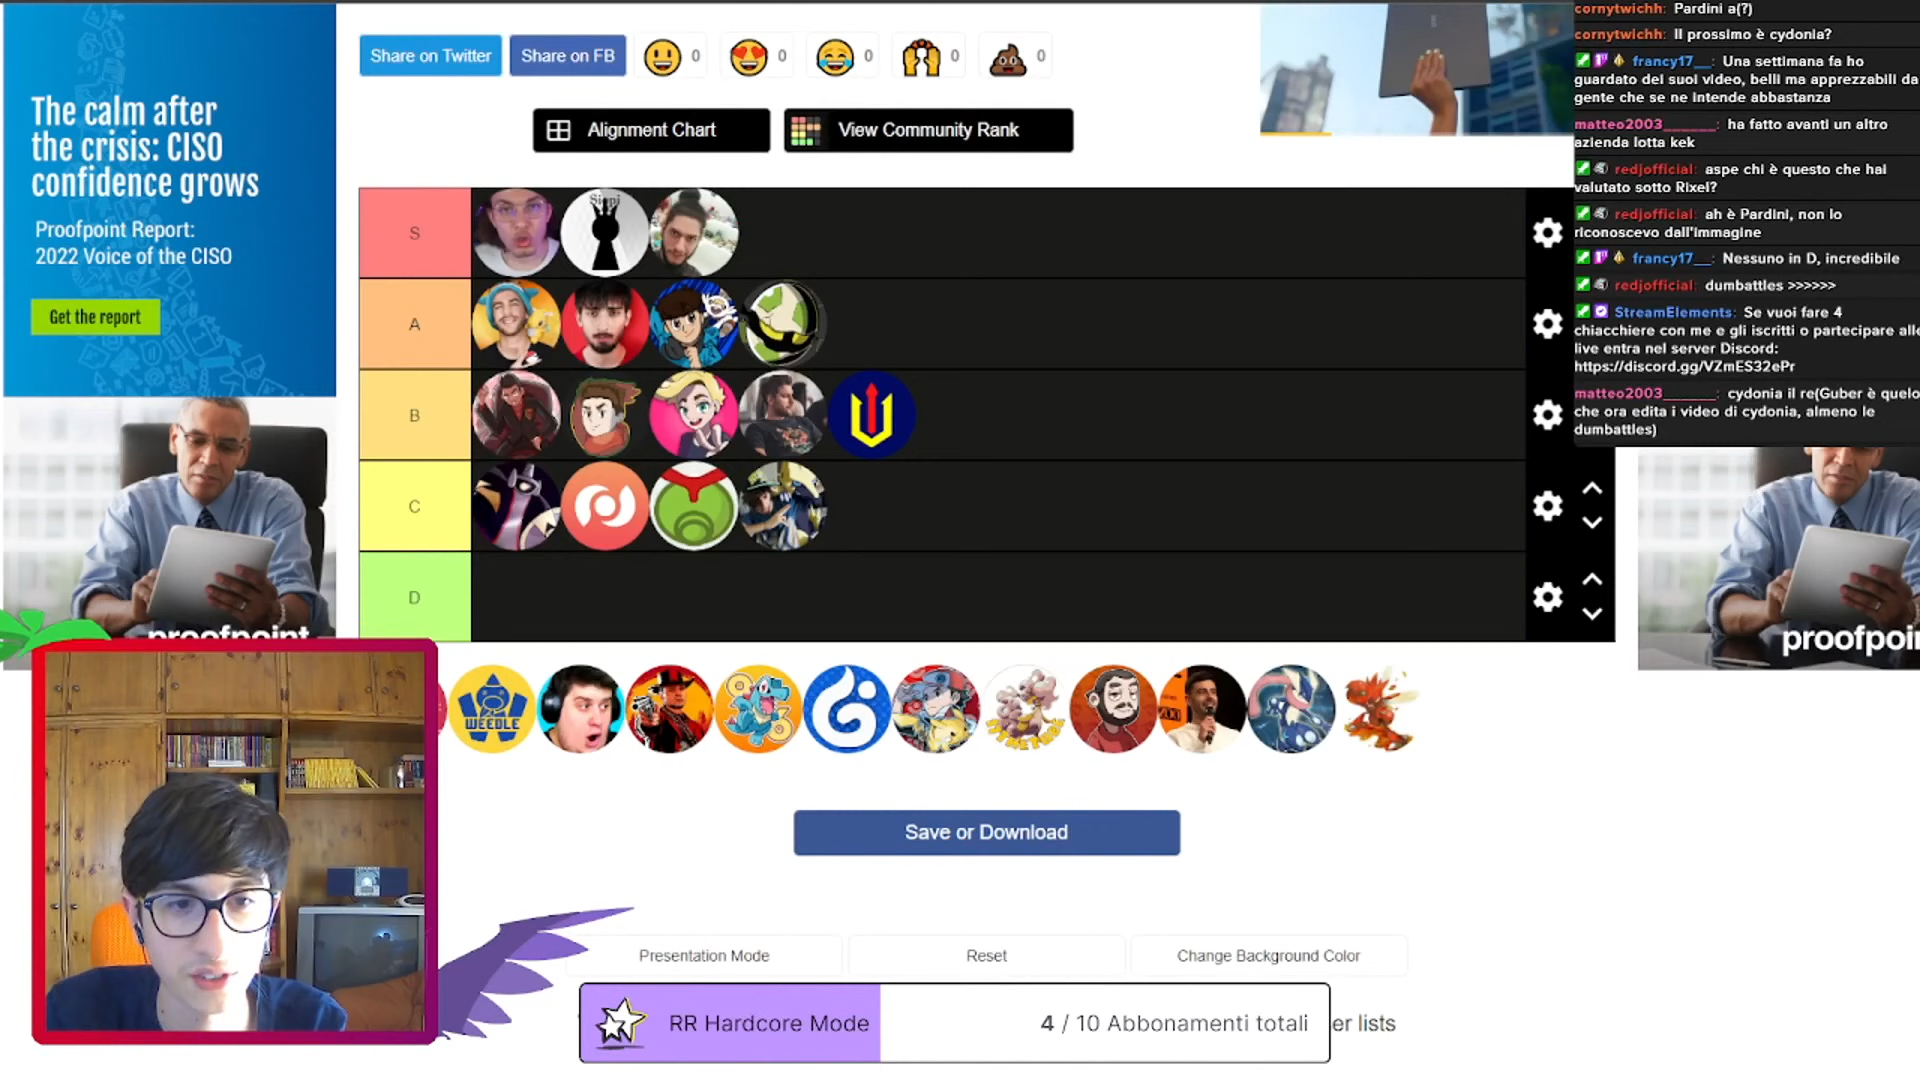 The calm after
the crisis: CISO
confidence grows
Proofpoint Report:
2022 Voice of the CISO
Get the report
proofpoint
Share on Twitter
Share on FB
0
0
0
0
0
Alignment Chart
View Community Rank
S
Siepi
A
B
C
D
WEEDLE
Save or Download
Presentation Mode
Reset
Change Background Color
RR Hardcore Mode
4 / 10 Abbonamenti totali
er lists
cornytwichh: Pardini a(?)
cornytwichh: Il prossimo è cydonia?
francy17__: Una settimana fa ho
guardato dei suoi video, belli ma apprezzabili da
gente che se ne intende abbastanza
matteo2003_______: ha fatto avanti un altro
azienda lotta kek
redjofficial: aspe chi è questo che hai
valutato sotto Rixel?
redjofficial: ah è Pardini, non lo
riconoscevo dall'immagine
francy17__: Nessuno in D, incredibile
redjofficial: dumbattles >>>>>>
StreamElements: Se vuoi fare 4
chiacchiere con me e gli iscritti o partecipare alle
live entra nel server Discord:
https://discord.gg/VZmES32ePr
matteo2003_______: cydonia il re(Guber è quelo
che ora edita i video di cydonia, almeno le
dumbattles)
proofpoin